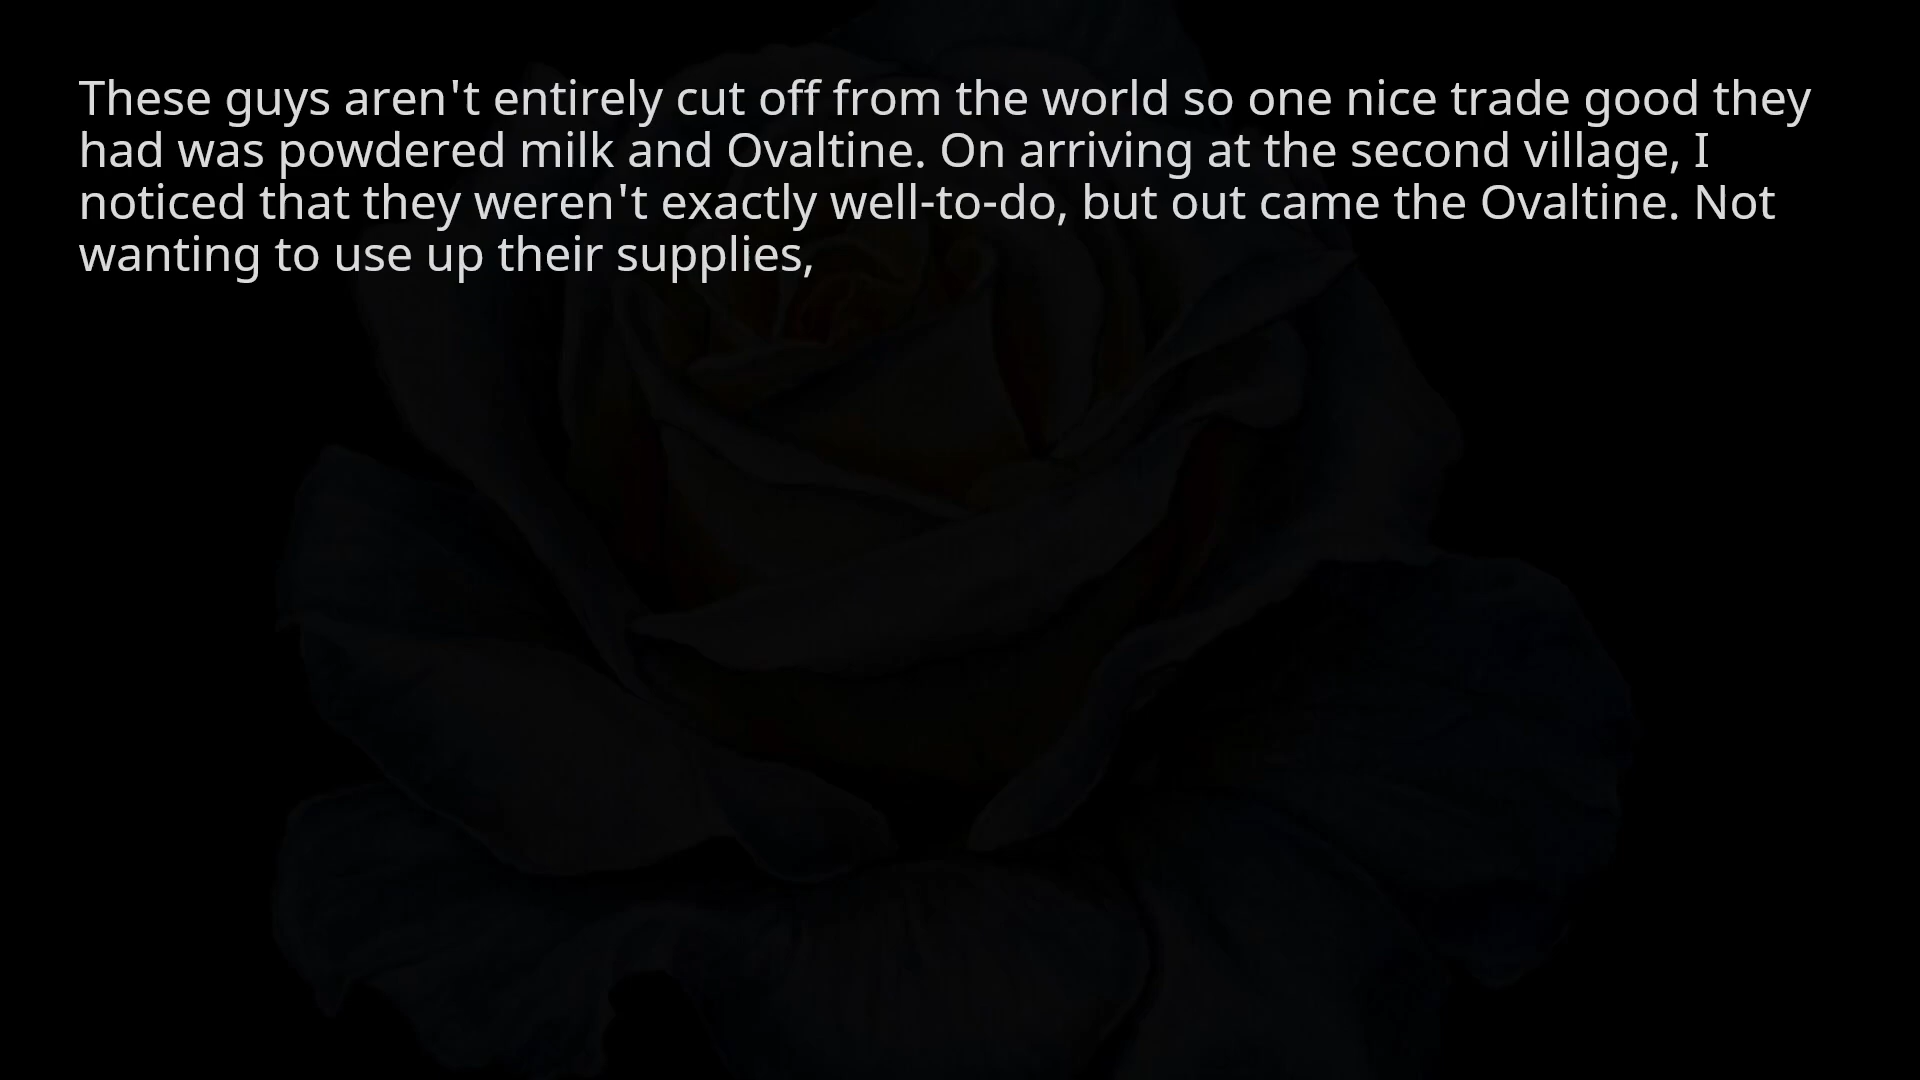 These guys aren't entirely cut off from the world so one nice trade good they
had was powdered milk and Ovaltine. On arriving at the second village, I
noticed that they weren't exactly well-to-do, but out came the Ovaltine. Not
wanting to use up their supplies,